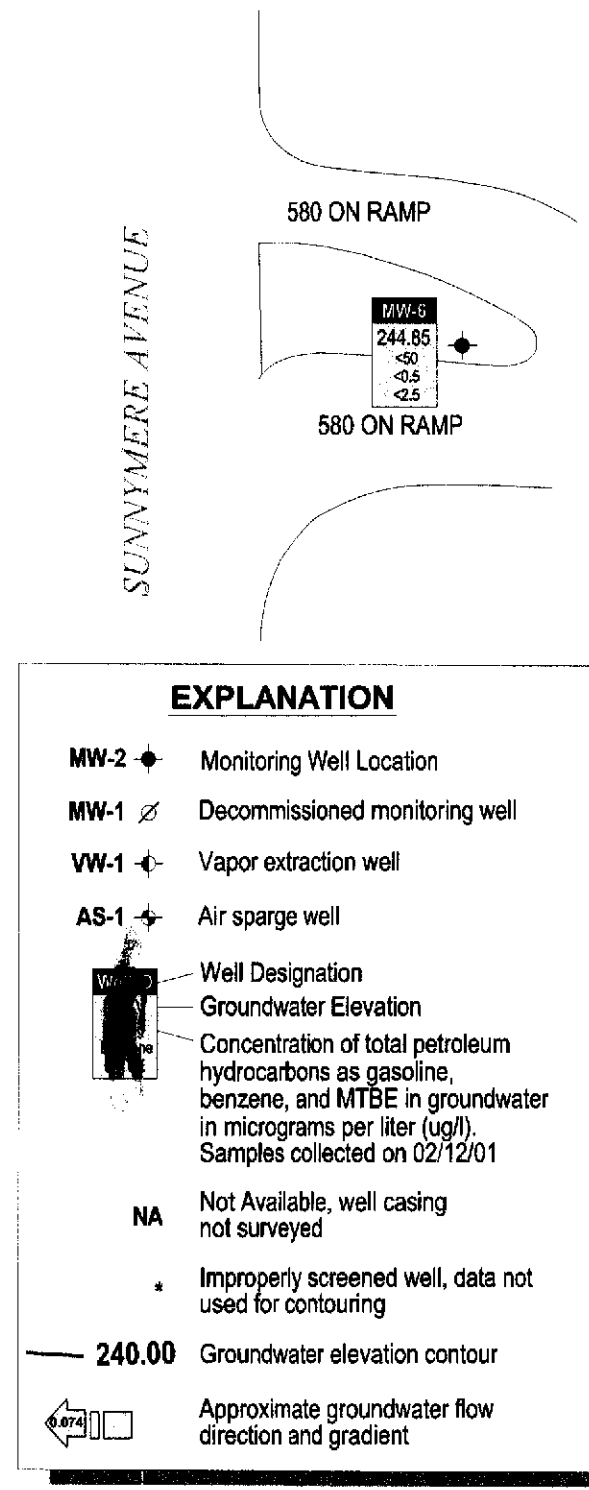 580 ON RAMP
SUNNYMERE AVENUE
MW-6
244.85
<50
<0.5
<2.5
580 ON RAMP
EXPLANATION
MW-2 Monitoring Well Location
MW-1 Decommissioned monitoring well
VW-1 Vapor extraction well
AS-1 Air sparge well
Well Designation
Groundwater Elevation
Concentration of total petroleum
hydrocarbons as gasoline,
benzene, and MTBE in groundwater
in micrograms per liter (ug/l).
Samples collected on 02/12/01
NA Not Available, well casing
not surveyed
* Improperly screened well, data not
used for contouring
240.00 Groundwater elevation contour
0.074 Approximate groundwater flow
direction and gradient